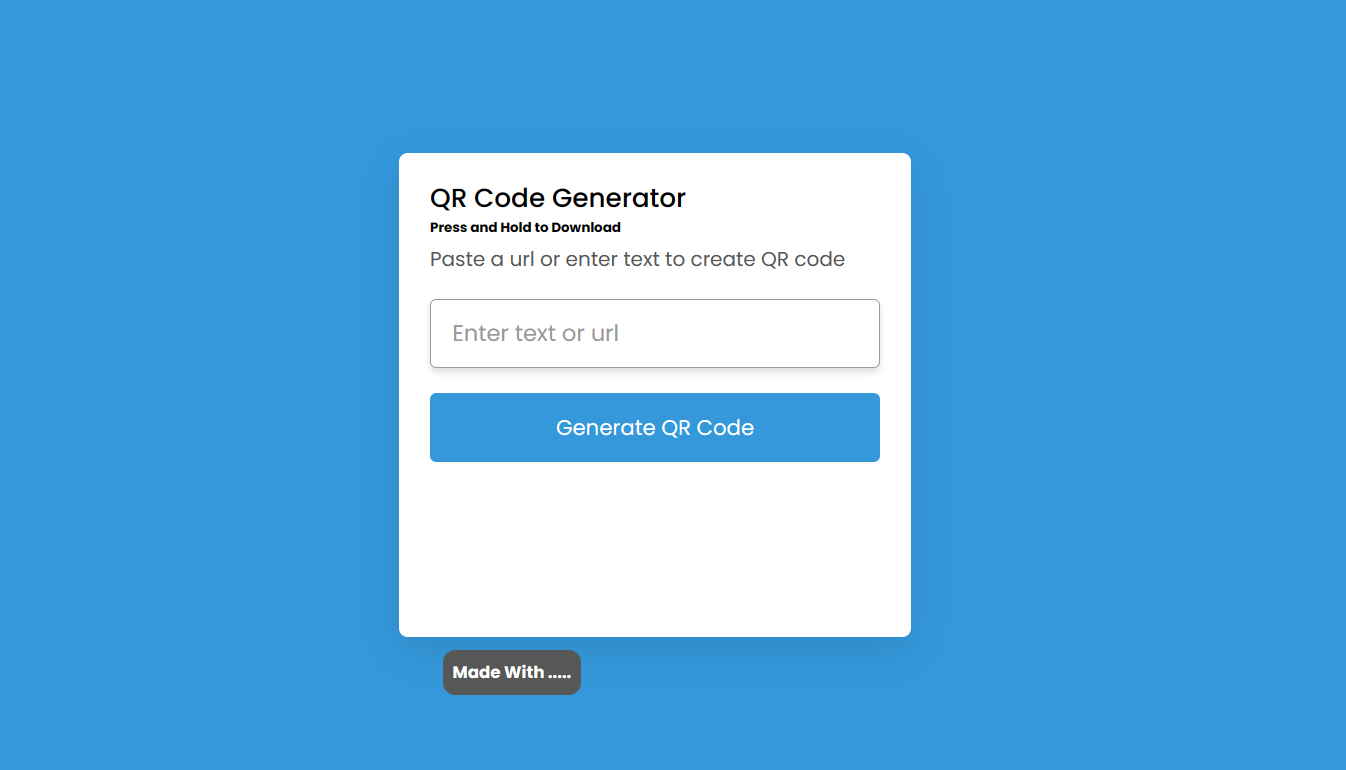 QR Code Generator
Press and Hold to Download
Paste a url or enter text to create QR code
Enter text or url
Generate QR Code
Made With .....